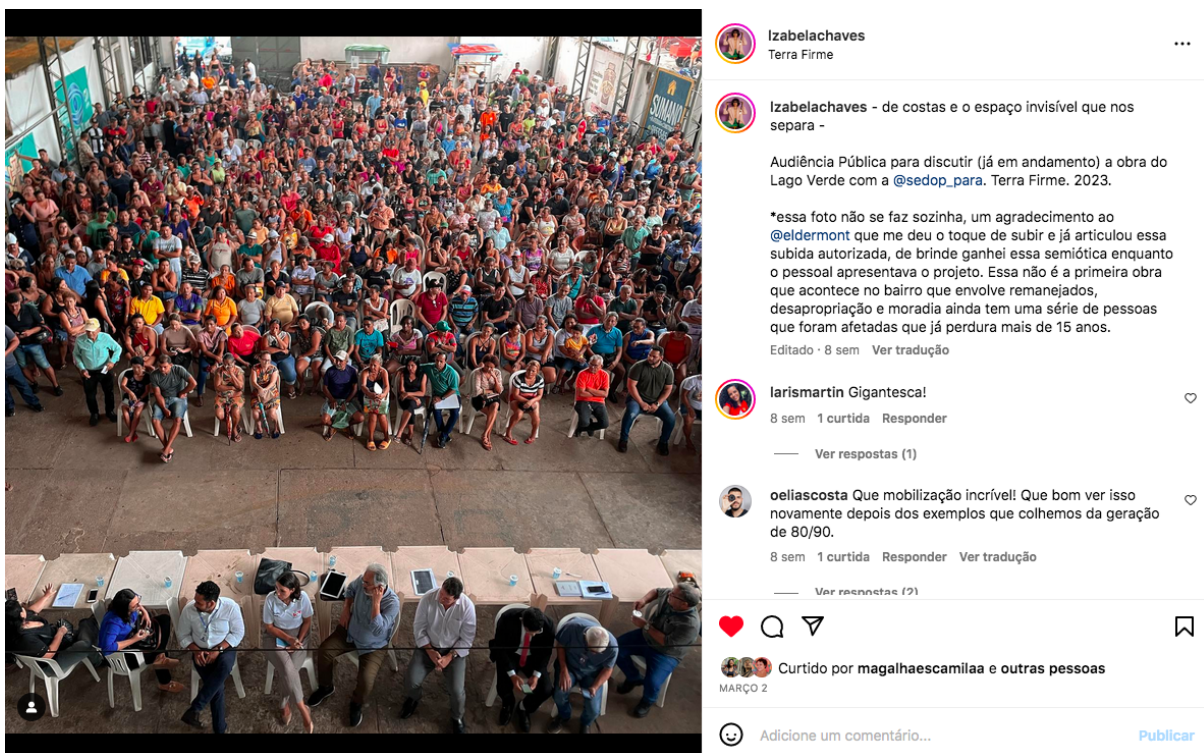 SUMANO
Izabelachaves
Terra Firme
Izabelachaves - de costas e o espaço invisível que nos
separa -
Audiência Pública para discutir (já em andamento) a obra do
Lago Verde com a @sedop_para. Terra Firme. 2023.
*essa foto não se faz sozinha, um agradecimento ao
@eldermont que me deu o toque de subir e já articulou essa
subida autorizada, de brinde ganhei essa semiótica enquanto
o pessoal apresentava o projeto. Essa não é a primeira obra
que acontece no bairro que envolve remanejados,
desapropriação e moradia ainda tem uma série de pessoas
que foram afetadas que já perdura mais de 15 anos.
Editado · 8 sem Ver tradução
larismartin Gigantesca!
8 sem 1 curtida Responder
Ver respostas (1)
oeliascosta Que mobilização incrível! Que bom ver isso
novamente depois dos exemplos que colhemos da geração
de 80/90.
8 sem 1 curtida Responder Ver tradução
Ver respostas (2)
Curtido por magalhaescamilaa e outras pessoas
MARÇO 2
Adicione um comentário...
Publicar